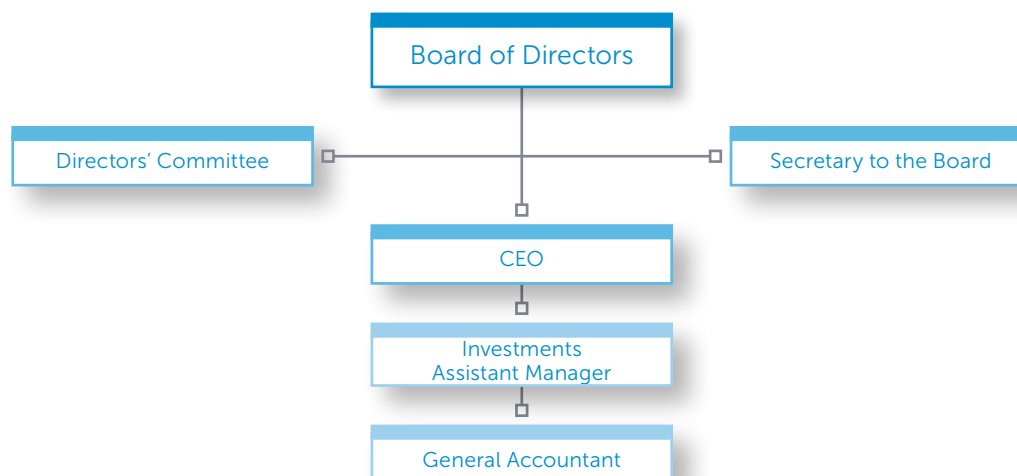 Board of Directors
Directors’ Committee
Secretary to the Board
CEO
Investments
Assistant Manager
General Accountant